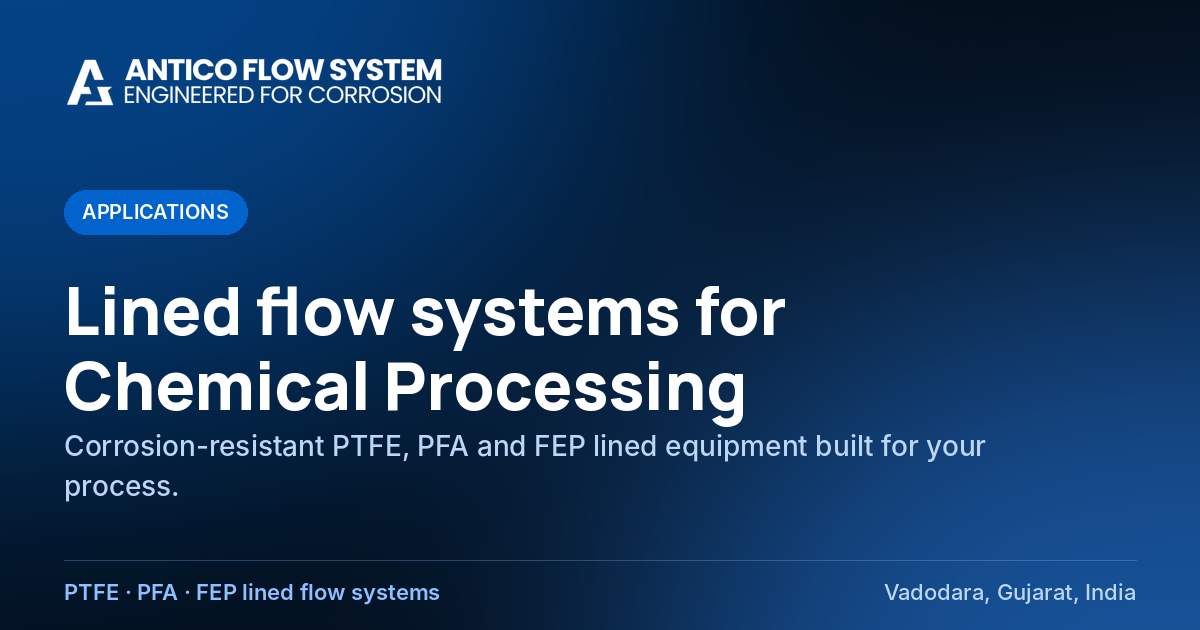 ANTICO FLOW SYSTEM
ENGINEERED FOR CORROSION
APPLICATIONS
Lined flow systems for
Chemical Processing
Corrosion-resistant PTFE, PFA and FEP lined equipment built for your
process.
PTFE · PFA · FEP lined flow systems
Vadodara, Gujarat, India